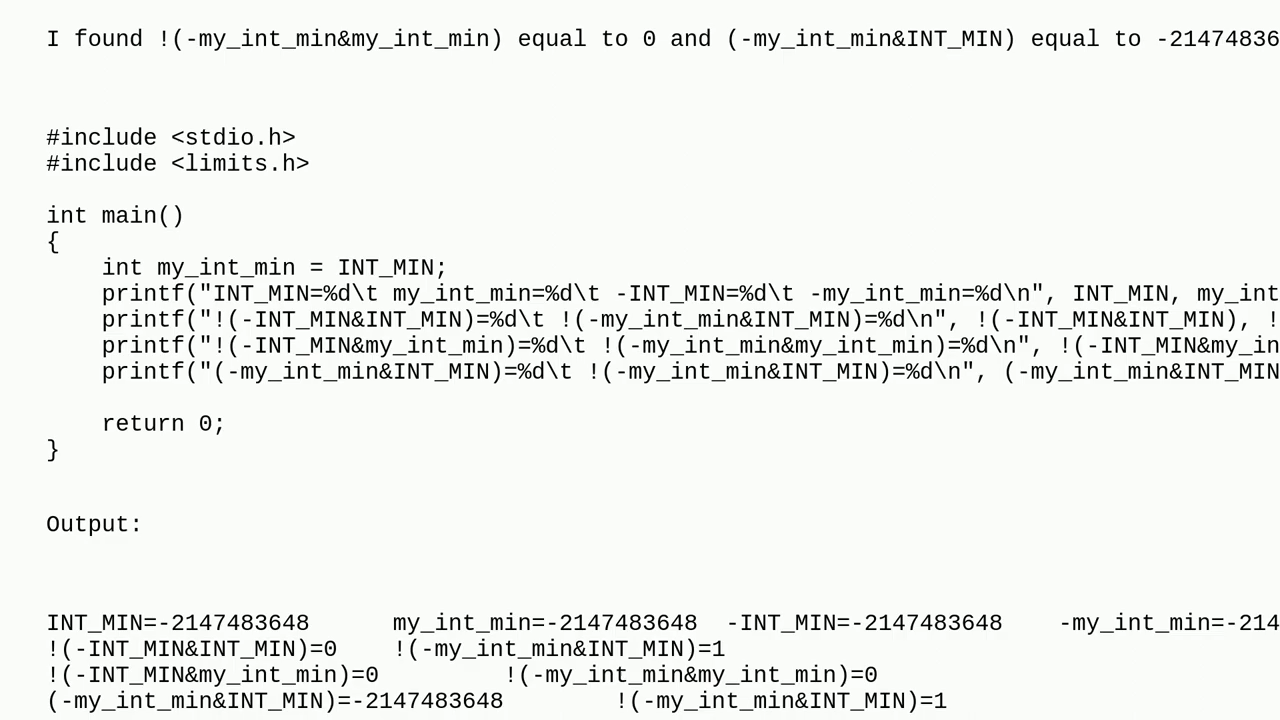 I found !(-my_int_min&my_int_min) equal to 0 and (-my_int_min&INT_MIN) equal to -21474836
#include <stdio.h>
#include <limits.h>
int main()
{
    int my_int_min = INT_MIN;
    printf("INT_MIN=%d\t my_int_min=%d\t -INT_MIN=%d\t -my_int_min=%d\n", INT_MIN, my_int
    printf("!(-INT_MIN&INT_MIN)=%d\t !(-my_int_min&INT_MIN)=%d\n", !(-INT_MIN&INT_MIN), !
    printf("!(-INT_MIN&my_int_min)=%d\t !(-my_int_min&my_int_min)=%d\n", !(-INT_MIN&my_in
    printf("(-my_int_min&INT_MIN)=%d\t !(-my_int_min&INT_MIN)=%d\n", (-my_int_min&INT_MIN
    return 0;
}
Output:
INT_MIN=-2147483648      my_int_min=-2147483648  -INT_MIN=-2147483648    -my_int_min=-214
!(-INT_MIN&INT_MIN)=0    !(-my_int_min&INT_MIN)=1
!(-INT_MIN&my_int_min)=0         !(-my_int_min&my_int_min)=0
(-my_int_min&INT_MIN)=-2147483648        !(-my_int_min&INT_MIN)=1